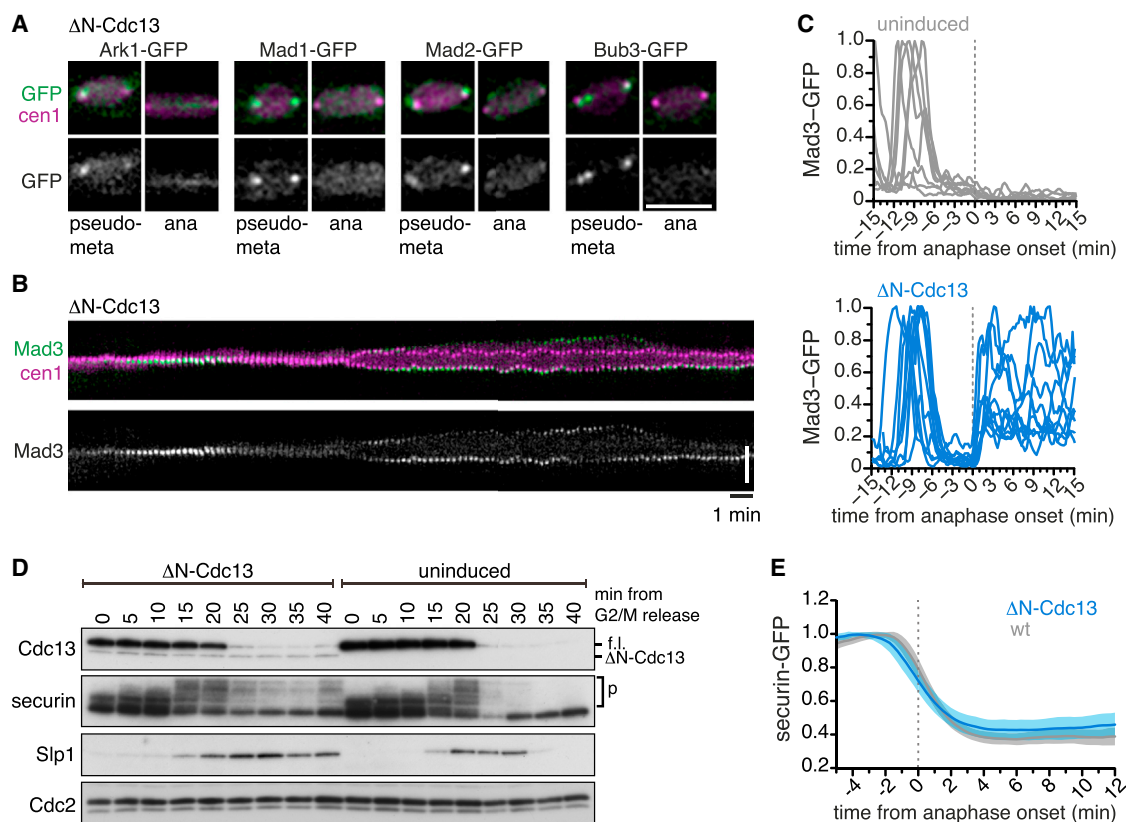 A
ΔN-Cdc13
Ark1-GFP Mad1-GFP Mad2-GFP Bub3-GFP
GFP
cen1
GFP
pseudo-
meta
ana
pseudo-
meta
ana
pseudo-
meta
ana
pseudo-
meta
ana
B
ΔN-Cdc13
Mad3
cen1
Mad3
1 min
C
uninduced
Mad3–GFP
1.0
0.8
0.6
0.4
0.2
0
−15 −12 −9 −6 −3 0 3 6 9 12 15
time from anaphase onset (min)
ΔN-Cdc13
Mad3–GFP
1.0
0.8
0.6
0.4
0.2
0
−15 −12 −9 −6 −3 0 3 6 9 12 15
time from anaphase onset (min)
D
ΔN-Cdc13 uninduced
min from
G2/M release
0 5 10 15 20 25 30 35 40 0 5 10 15 20 25 30 35 40
Cdc13
f.l.
ΔN-Cdc13
securin
p
Slp1
Cdc2
E
ΔN-Cdc13
wt
securin-GFP
1.2
1.0
0.8
0.6
0.4
0.2
-4 -2 0 2 4 6 8 10 12
time from anaphase onset (min)